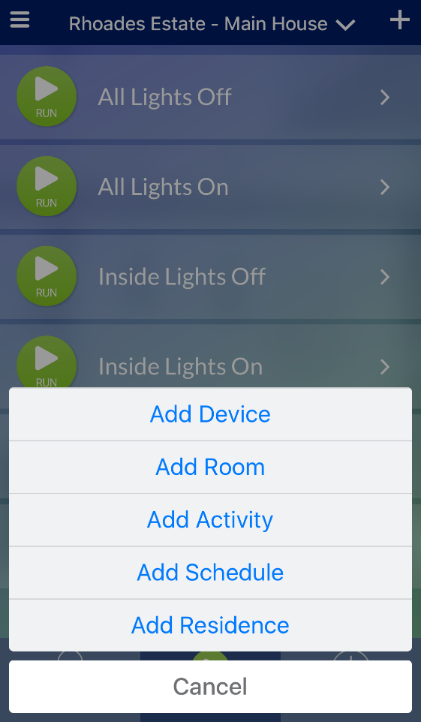 Rhoades Estate - Main House
All Lights Off
RUN
All Lights On
RUN
Inside Lights Off
RUN
Inside Lights On
RUN
Add Device
Add Room
Add Activity
Add Schedule
Add Residence
Cancel